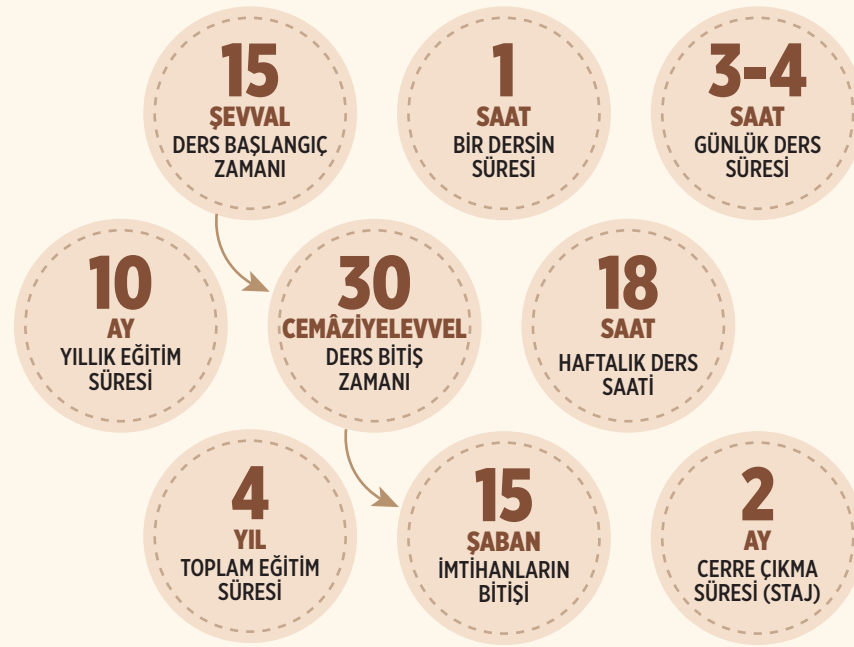 15
ŞEVVAL
DERS BAŞLANGIÇ
ZAMANI
1
SAAT
BİR DERSİN
SÜRESİ
3-4
SAAT
GÜNLÜK DERS
SÜRESİ
10
AY
YILLIK EĞİTİM
SÜRESİ
30
CEMÂZİYELEVVEL
DERS BİTİŞ
ZAMANI
18
SAAT
HAFTALIK DERS
SAATİ
4
YIL
TOPLAM EĞİTİM
SÜRESİ
15
ŞABAN
İMTİHANLARIN
BİTİŞİ
2
AY
CERRE ÇIKMA
SÜRESİ (STAJ)